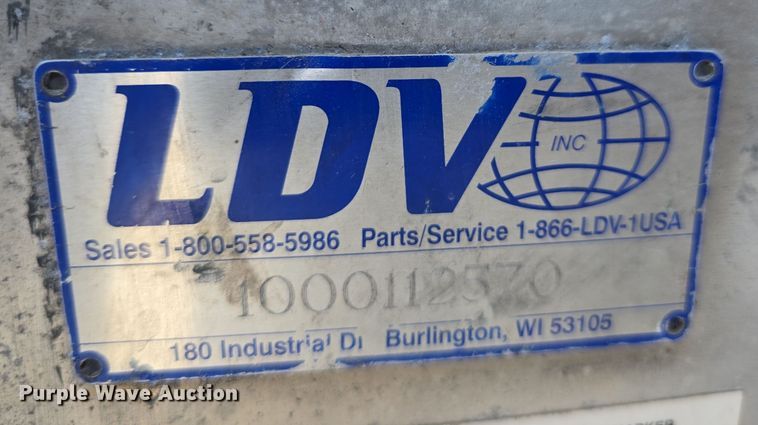 LDV
INC
Sales 1-800-558-5986 Parts/Service 1-866-LDV-1USA
1000112570
180 Industrial Dr Burlington, WI 53105
Purple Wave Auction